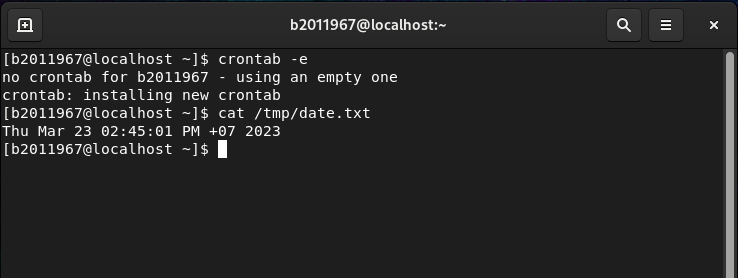 b2011967@localhost:~
[b2011967@localhost ~]$ crontab -e
no crontab for b2011967 - using an empty one
crontab: installing new crontab
[b2011967@localhost ~]$ cat /tmp/date.txt
Thu Mar 23 02:45:01 PM +07 2023
[b2011967@localhost ~]$